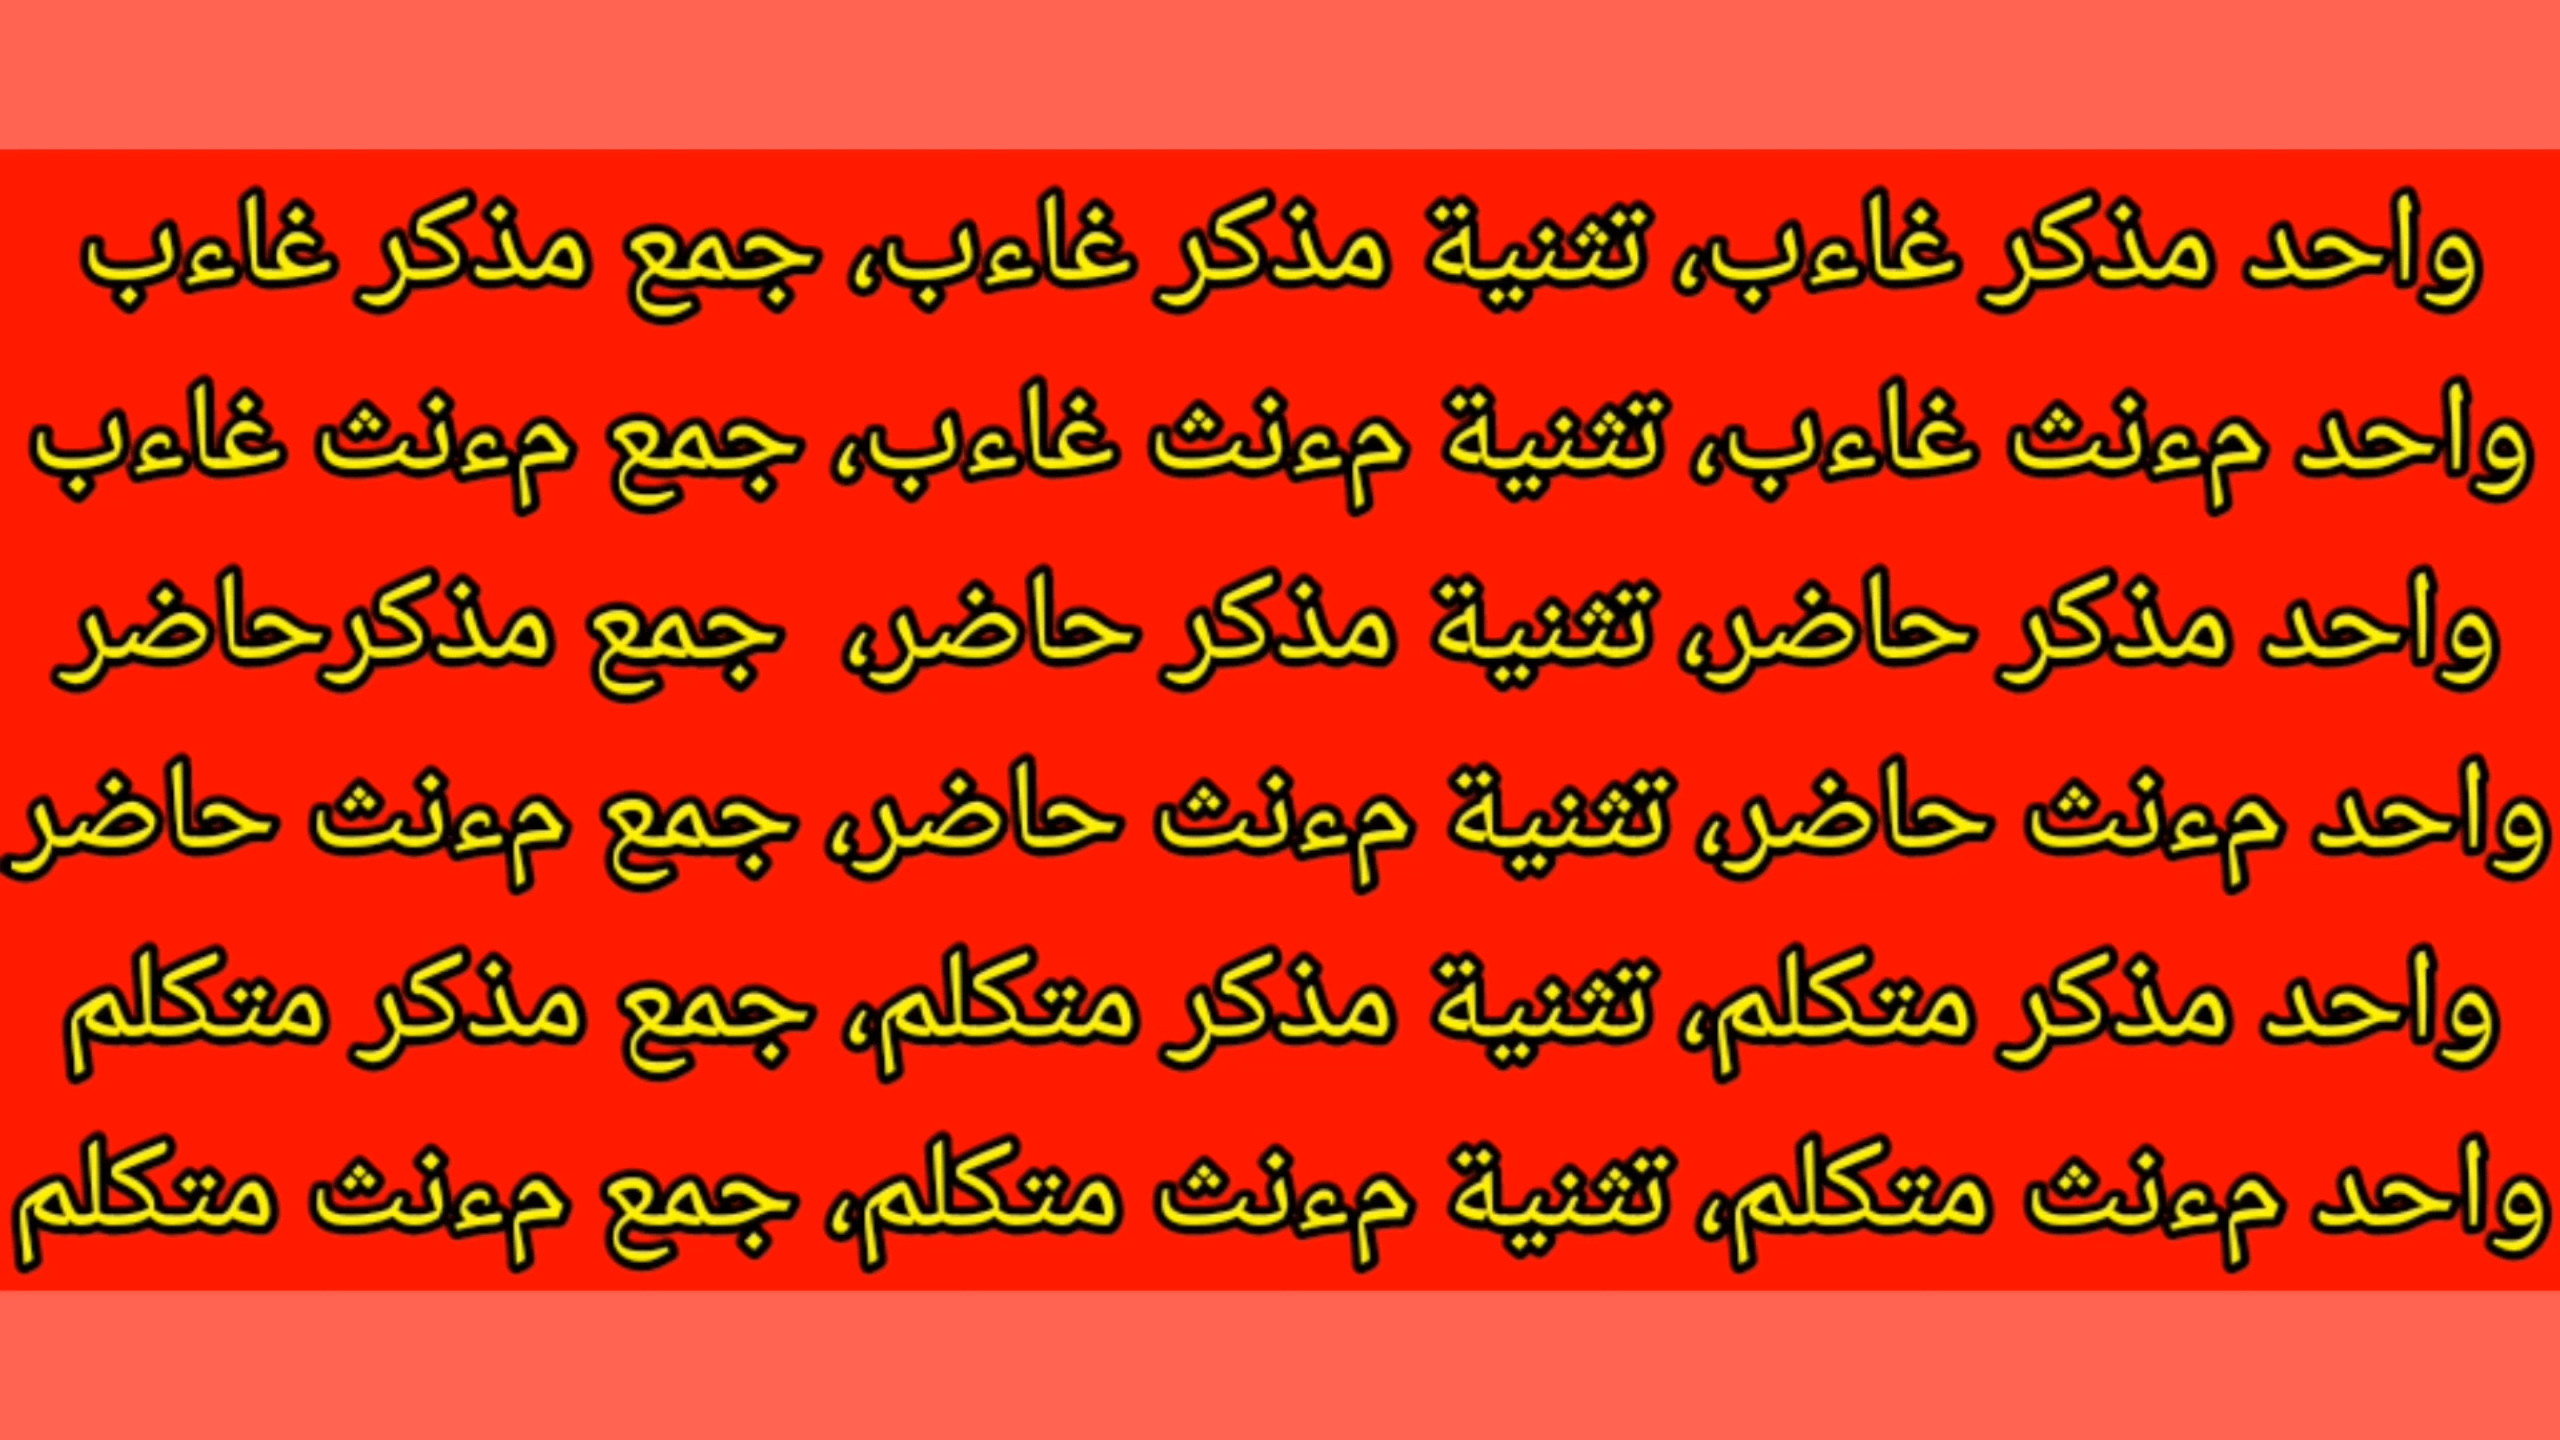 واحد مذكر غاءب، تثنية مذكر غاءب، جمع مذكر غاءب
واحد مءنث غاءب، تثنية مءنث غاءب، جمع مءنث غاءب
واحد مذكر حاضر، تثنية مذكر حاضر، جمع مذكرحاضر
واحد مءنث حاضر، تثنية مءنث حاضر، جمع مءنث حاضر
واحد مذكر متكلم، تثنية مذكر متكلم، جمع مذكر متكلم
واحد مءنث متكلم، تثنية مءنث متكلم، جمع مءنث متكلم